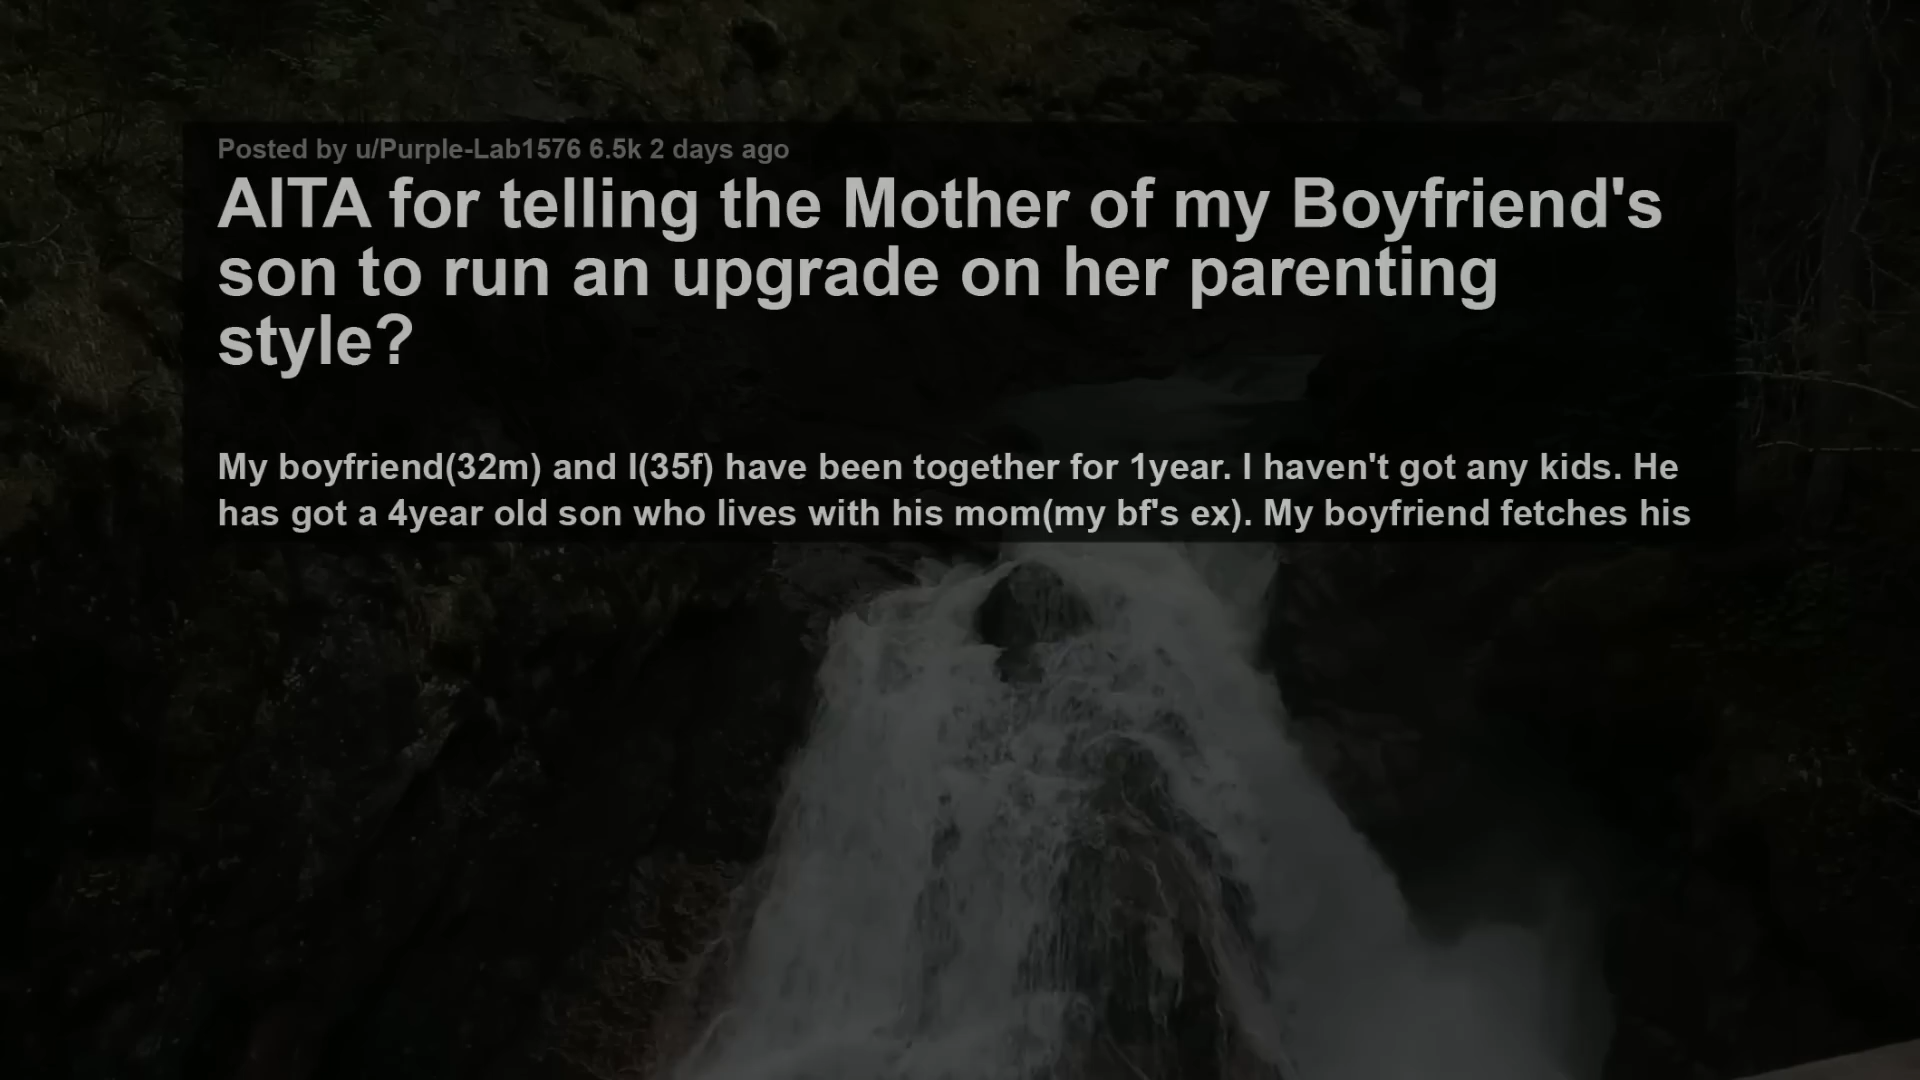 Posted by u/Purple-Lab1576 6.5k 2 days ago
AITA for telling the Mother of my Boyfriend's
son to run an upgrade on her parenting
style?
My boyfriend(32m) and I(35f) have been together for 1year. I haven't got any kids. He
has got a 4year old son who lives with his mom(my bf's ex). My boyfriend fetches his